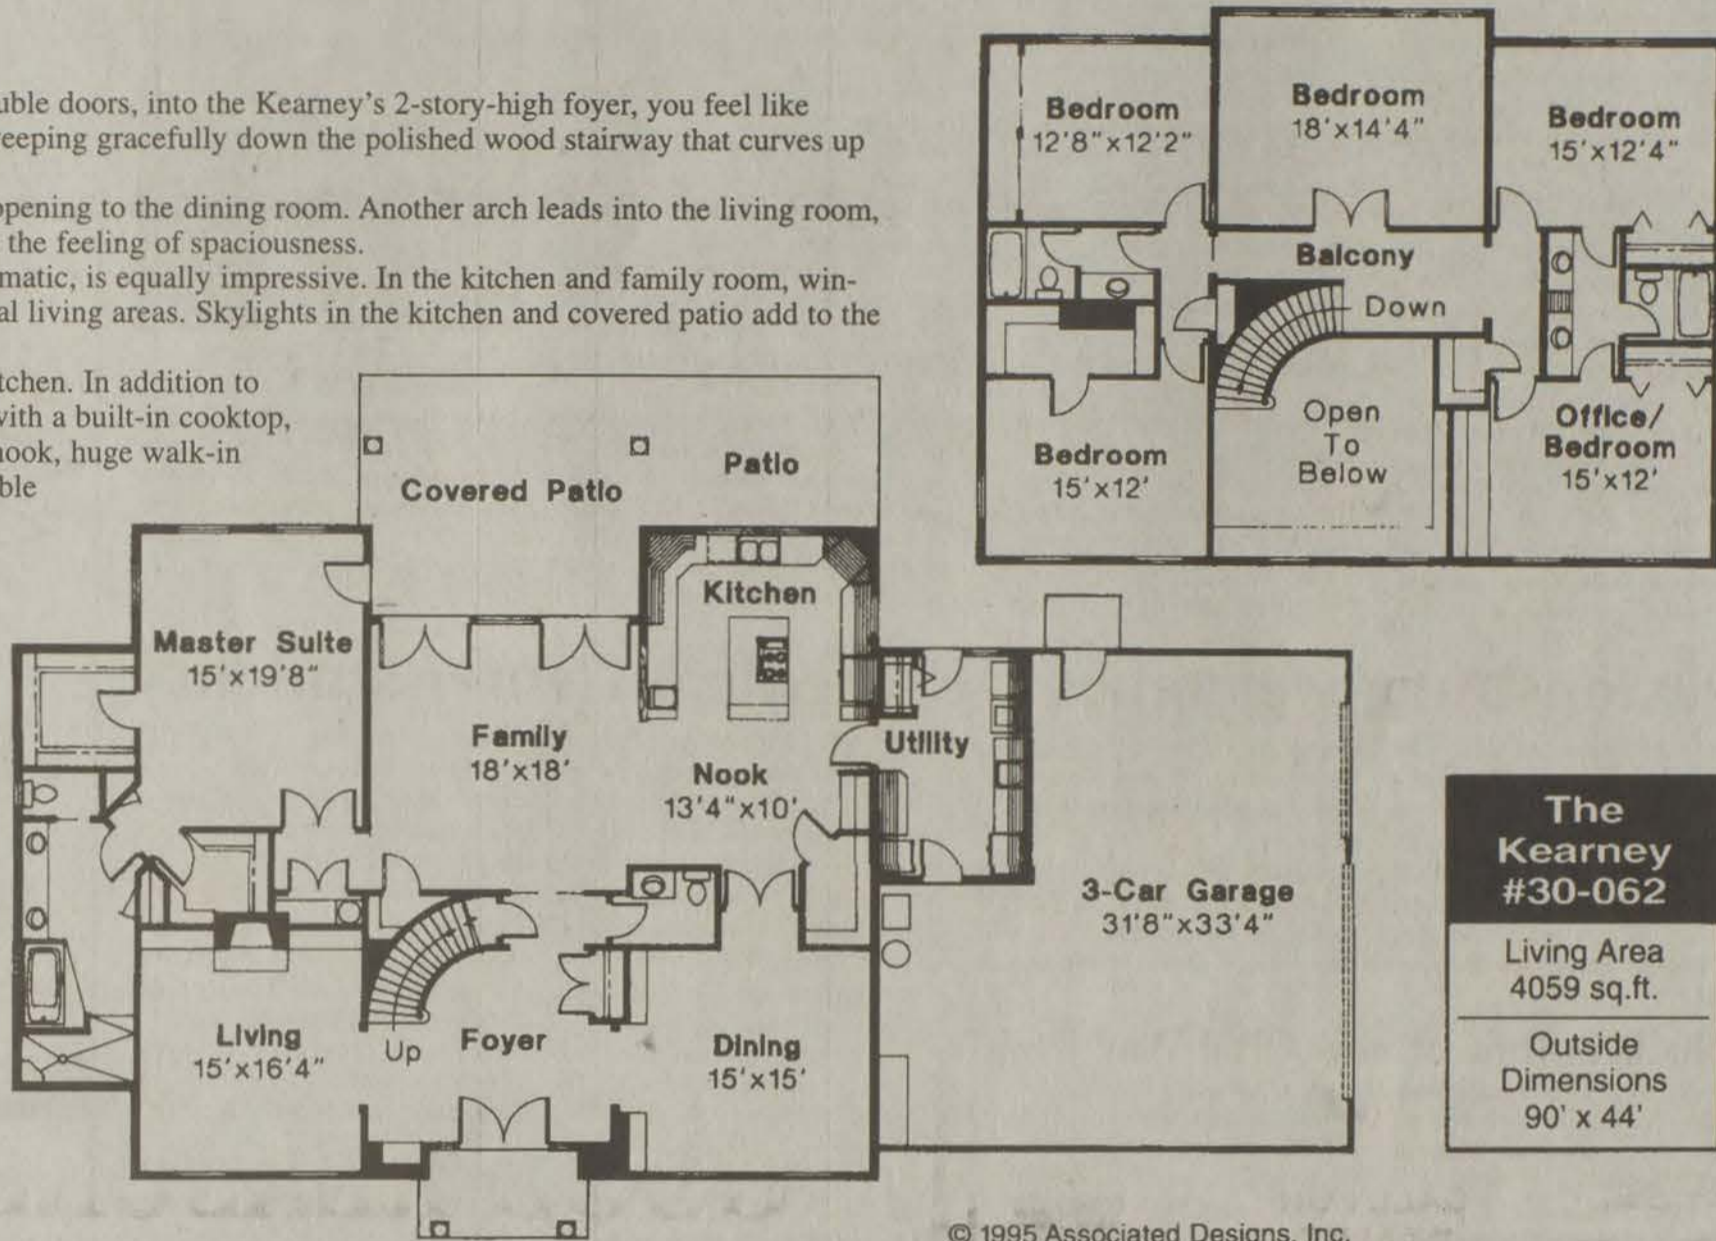 uble doors, into the Kearney's 2-story-high foyer, you feel like
eeping gracefully down the polished wood stairway that curves up
opening to the dining room. Another arch leads into the living room,
the feeling of spaciousness.
matic, is equally impressive. In the kitchen and family room, win-
al living areas. Skylights in the kitchen and covered patio add to the
tchen. In addition to
with a built-in cooktop,
nook, huge walk-in
ble
Bedroom
12'8"x12'2"
Bedroom
18'x14'4"
Bedroom
15'x12'4"
Balcony
Down
Bedroom
15'x12'
Open
To
Below
Office/
Bedroom
15'x12'
Covered Patio
Patio
Kitchen
Master Suite
15'x19'8"
Family
18'x18'
Nook
13'4"x10'
Utility
3-Car Garage
31'8"x33'4"
Living
15'x16'4"
Up
Foyer
Dining
15'x15'
The
Kearney
#30-062
Living Area
4059 sq.ft.
Outside
Dimensions
90' x 44'
© 1995 Associated Designs, Inc.